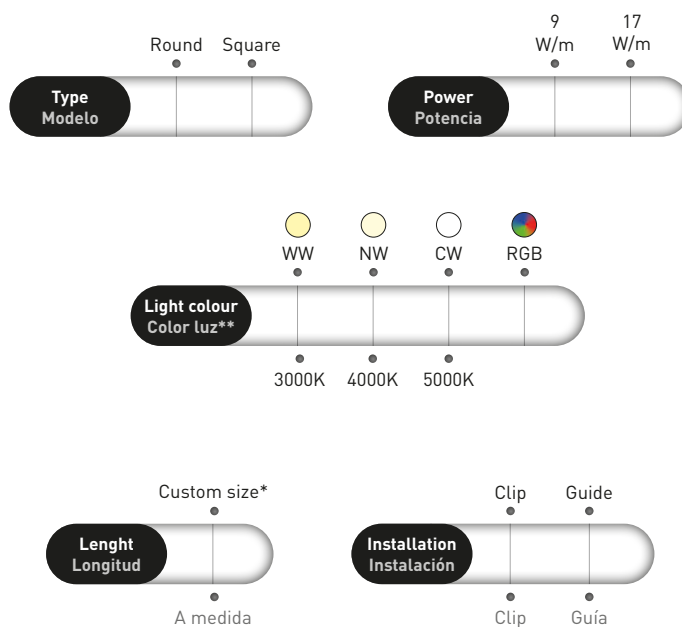 Round Square
Type
Modelo
9 17
W/m W/m
Power
Potencia
WW NW CW RGB
Light colour
Color luz**
3000K 4000K 5000K
Custom size*
Lenght
Longitud
A medida
Clip Guide
Installation
Instalación
Clip Guía